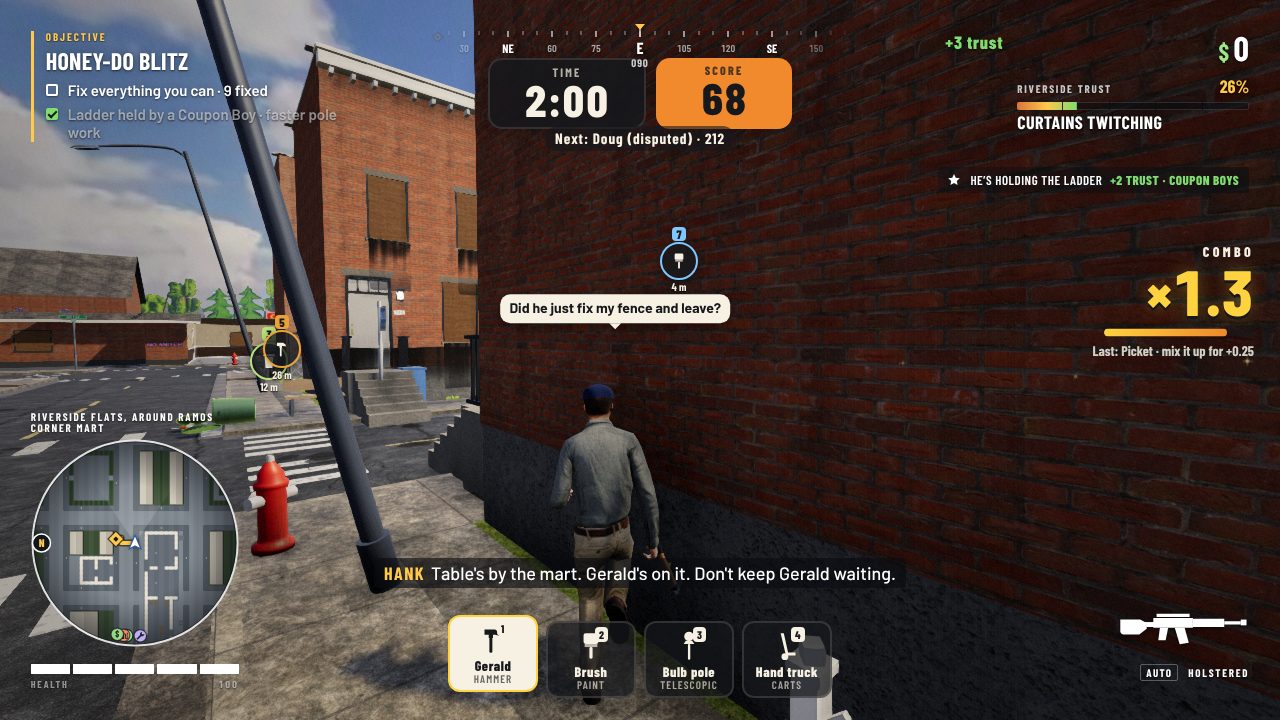 OBJECTIVE
HONEY-DO BLITZ
Fix everything you can · 9 fixed
Ladder held by a Coupon Boy · faster pole
work
30 NE 60 75 E 105 120 SE 150
090
TIME
2:00
SCORE
68
Next: Doug (disputed) · 212
+3 trust
$0
RIVERSIDE TRUST 26%
CURTAINS TWITCHING
HE'S HOLDING THE LADDER +2 TRUST · COUPON BOYS
COMBO
×1.3
Last: Picket · mix it up for +0.25
7
4 m
Did he just fix my fence and leave?
5
26 m
12 m
RIVERSIDE FLATS, AROUND RAMOS
CORNER MART
N
$
HANK Table's by the mart. Gerald's on it. Don't keep Gerald waiting.
1
Gerald
HAMMER
2
Brush
PAINT
3
Bulb pole
TELESCOPIC
4
Hand truck
CARTS
HEALTH 100
AUTO HOLSTERED